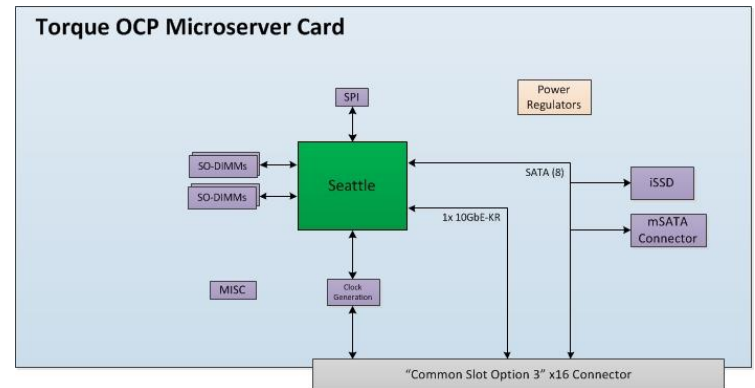 Torque OCP Microserver Card
Power
Regulators
SPI
SO-DIMMs
SO-DIMMs
Seattle
SATA (8)
iSSD
1x 10GbE-KR
mSATA
Connector
MISC
Clock
Generation
"Common Slot Option 3" x16 Connector